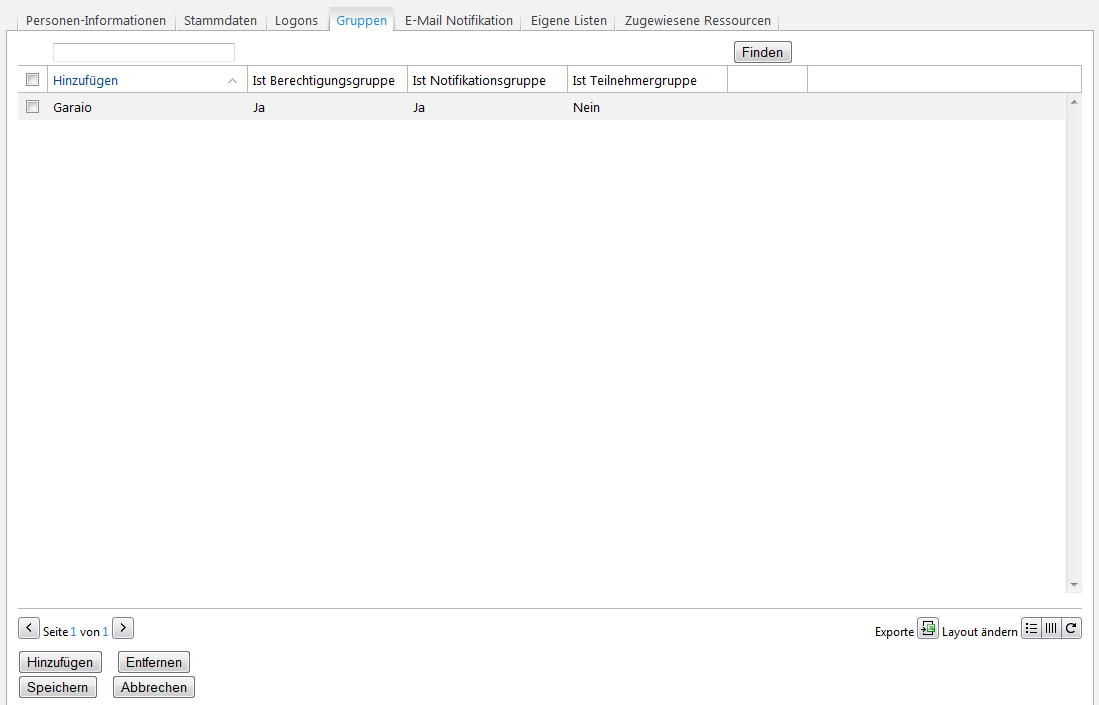 Personen-Informationen Stammdaten Logons Gruppen E-Mail Notifikation Eigene Listen Zugewiesene Ressourcen
Finden
Hinzufügen Ist Berechtigungsgruppe Ist Notifikationsgruppe Ist Teilnehmergruppe
Garaio Ja Ja Nein
Seite 1 von 1 Exporte Layout ändern
Hinzufügen Entfernen
Speichern Abbrechen